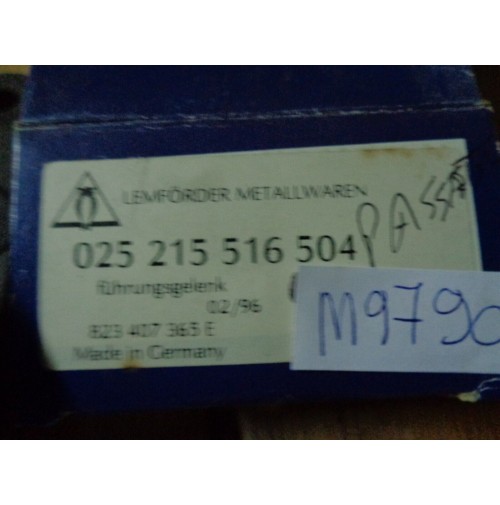 LEMFÖRDER METALLWAREN
025 215 516 504
PASSAT
führungsgelenk
02/96
823 407 365 E
Made in Germany
M9790